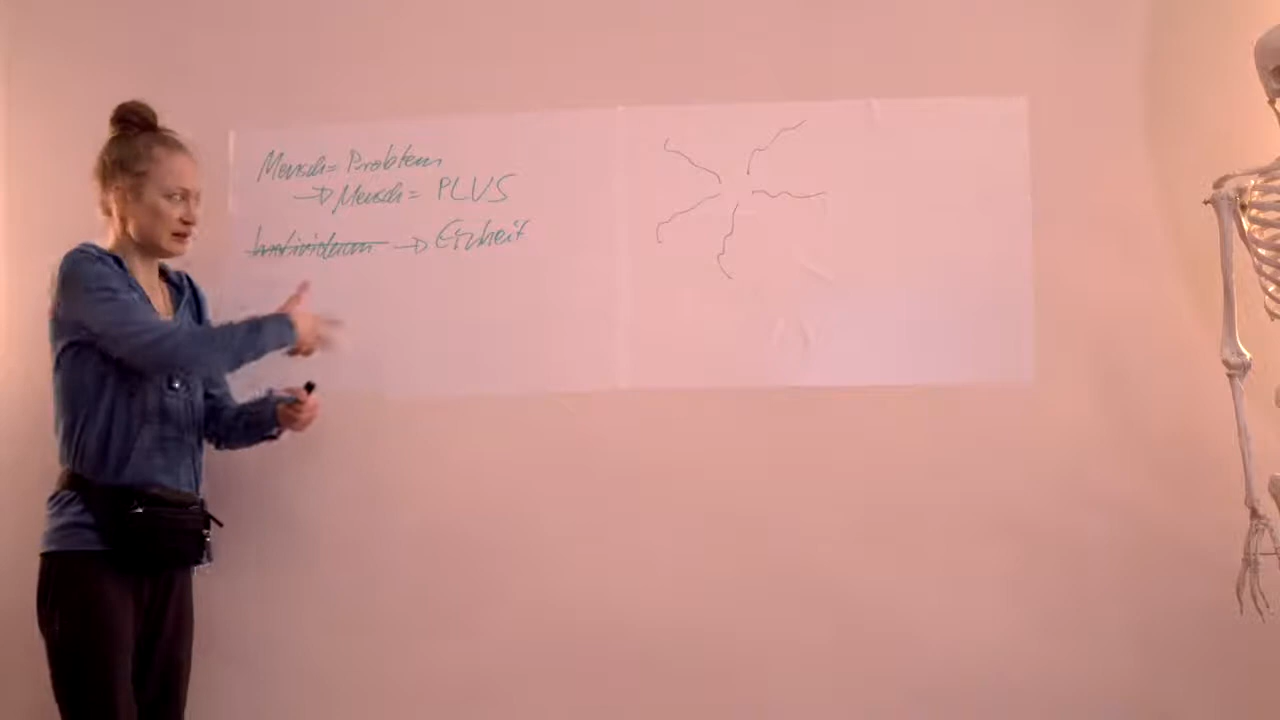 Mensch = Problem
→ Mensch = PLUS
Individuum → Einheit